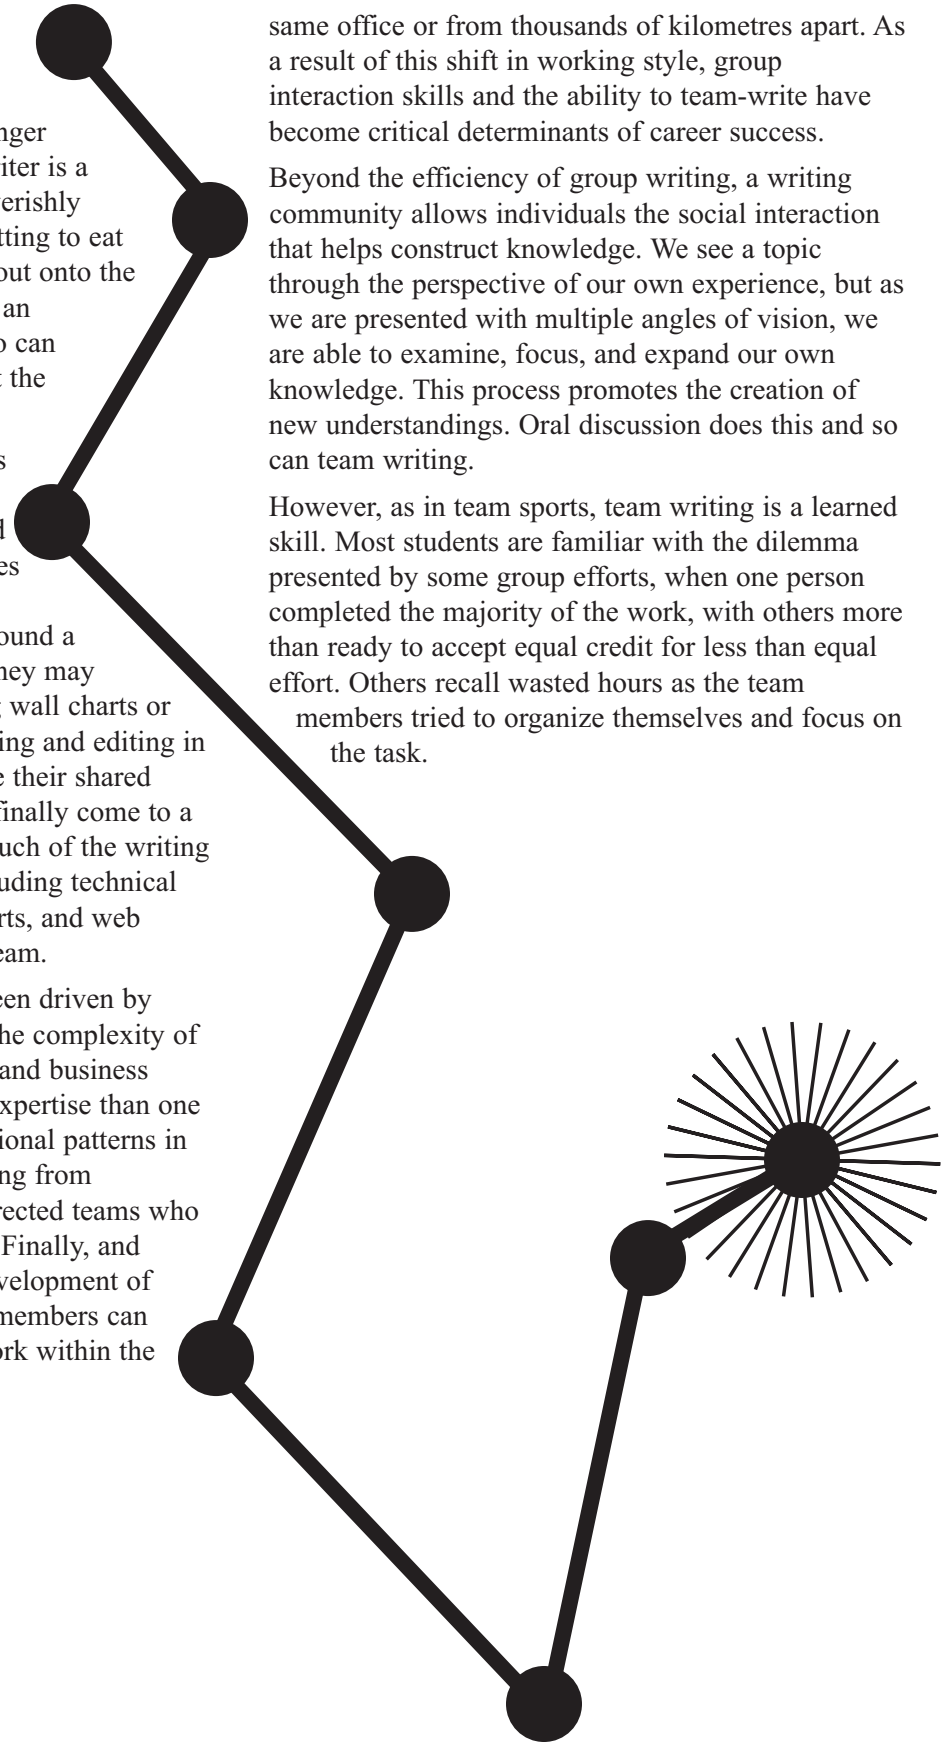 nger
iter is a
verishly
tting to eat
out onto the
an
o can
t the
s
d
es
ound a
hey may
g wall charts or
ing and editing in
e their shared
finally come to a
uch of the writing
uding technical
rts, and web
eam.
een driven by
he complexity of
and business
xpertise than one
ional patterns in
ng from
rected teams who
Finally, and
velopment of
members can
ork within the
same office or from thousands of kilometres apart. As
a result of this shift in working style, group
interaction skills and the ability to team-write have
become critical determinants of career success.
Beyond the efficiency of group writing, a writing
community allows individuals the social interaction
that helps construct knowledge. We see a topic
through the perspective of our own experience, but as
we are presented with multiple angles of vision, we
are able to examine, focus, and expand our own
knowledge. This process promotes the creation of
new understandings. Oral discussion does this and so
can team writing.
However, as in team sports, team writing is a learned
skill. Most students are familiar with the dilemma
presented by some group efforts, when one person
completed the majority of the work, with others more
than ready to accept equal credit for less than equal
effort. Others recall wasted hours as the team
members tried to organize themselves and focus on
the task.